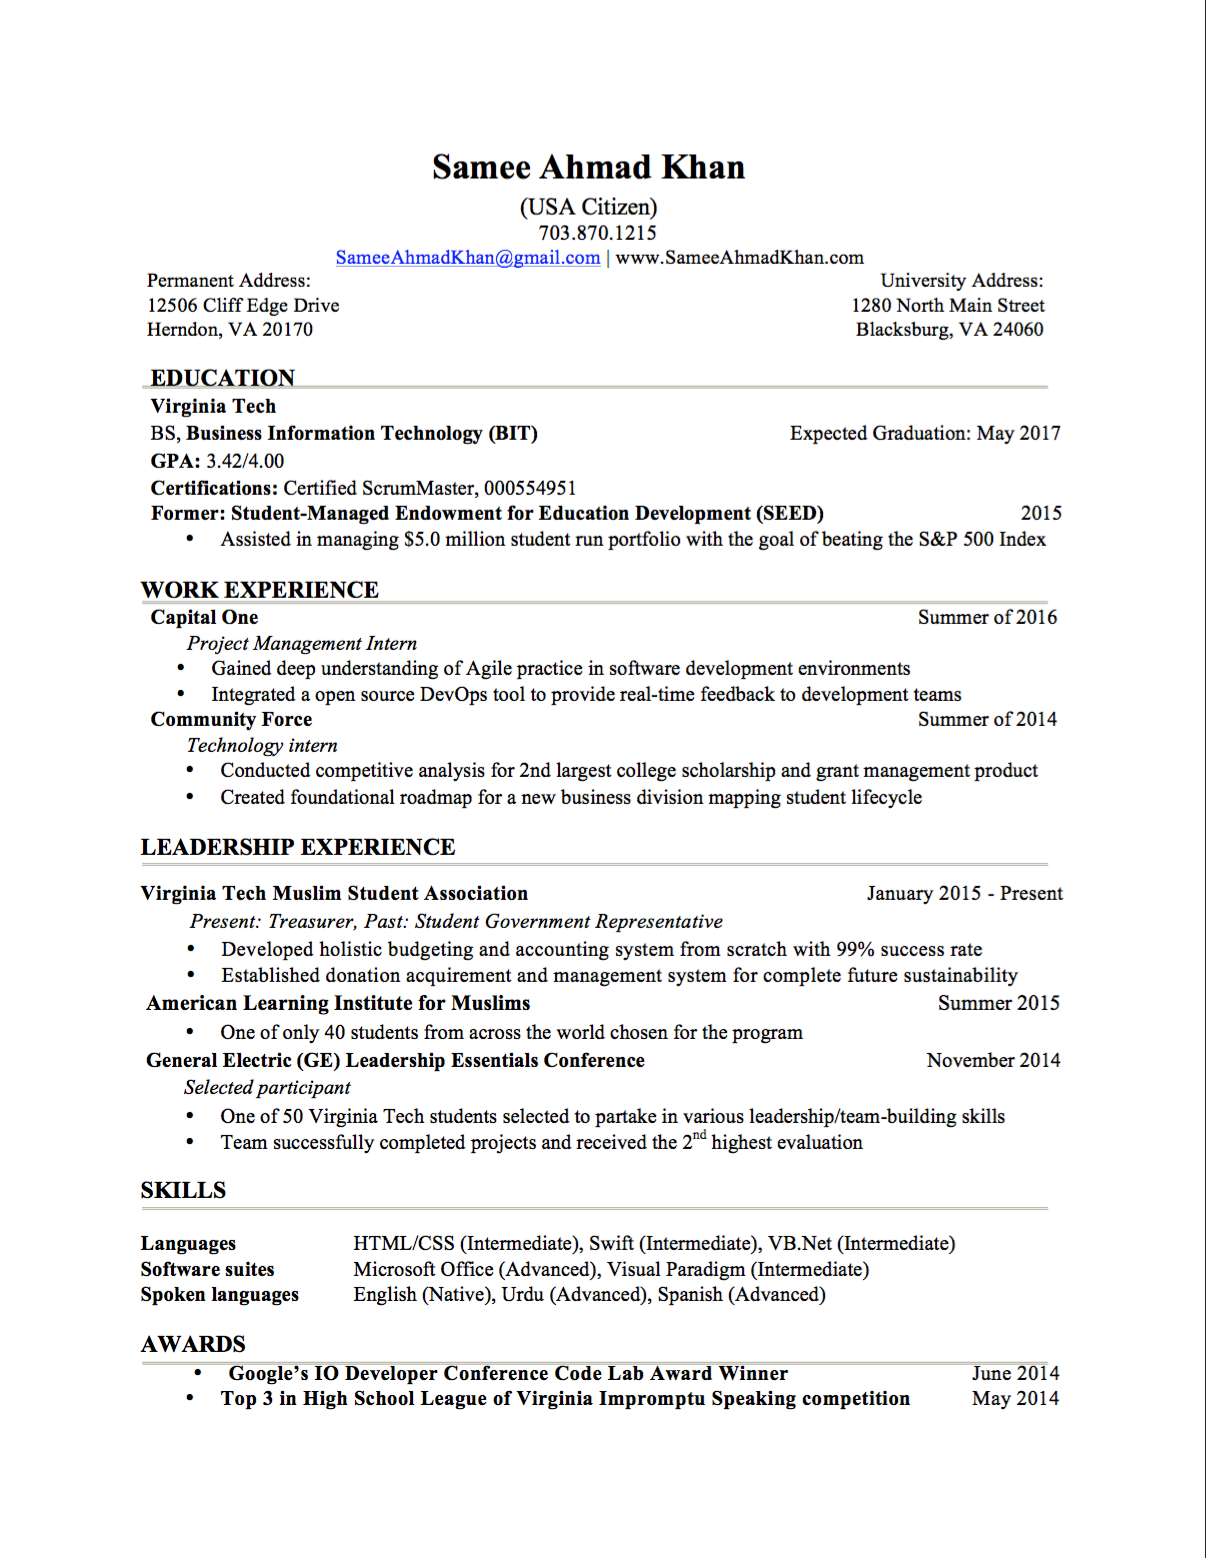 Samee Ahmad Khan
(USA Citizen)
703.870.1215
SameeAhmadKhan@gmail.com | www.SameeAhmadKhan.com
Permanent Address: University Address:
12506 Cliff Edge Drive 1280 North Main Street
Herndon, VA 20170 Blacksburg, VA 24060
EDUCATION
Virginia Tech
BS, Business Information Technology (BIT) Expected Graduation: May 2017
GPA: 3.42/4.00
Certifications: Certified ScrumMaster, 000554951
Former: Student-Managed Endowment for Education Development (SEED) 2015
• Assisted in managing $5.0 million student run portfolio with the goal of beating the S&P 500 Index
WORK EXPERIENCE
Capital One Summer of 2016
Project Management Intern
• Gained deep understanding of Agile practice in software development environments
• Integrated a open source DevOps tool to provide real-time feedback to development teams
Community Force Summer of 2014
Technology intern
• Conducted competitive analysis for 2nd largest college scholarship and grant management product
• Created foundational roadmap for a new business division mapping student lifecycle
LEADERSHIP EXPERIENCE
Virginia Tech Muslim Student Association January 2015 - Present
Present: Treasurer, Past: Student Government Representative
• Developed holistic budgeting and accounting system from scratch with 99% success rate
• Established donation acquirement and management system for complete future sustainability
American Learning Institute for Muslims Summer 2015
• One of only 40 students from across the world chosen for the program
General Electric (GE) Leadership Essentials Conference November 2014
Selected participant
• One of 50 Virginia Tech students selected to partake in various leadership/team-building skills
• Team successfully completed projects and received the 2nd highest evaluation
SKILLS
Languages HTML/CSS (Intermediate), Swift (Intermediate), VB.Net (Intermediate)
Software suites Microsoft Office (Advanced), Visual Paradigm (Intermediate)
Spoken languages English (Native), Urdu (Advanced), Spanish (Advanced)
AWARDS
• Google’s IO Developer Conference Code Lab Award Winner June 2014
• Top 3 in High School League of Virginia Impromptu Speaking competition May 2014